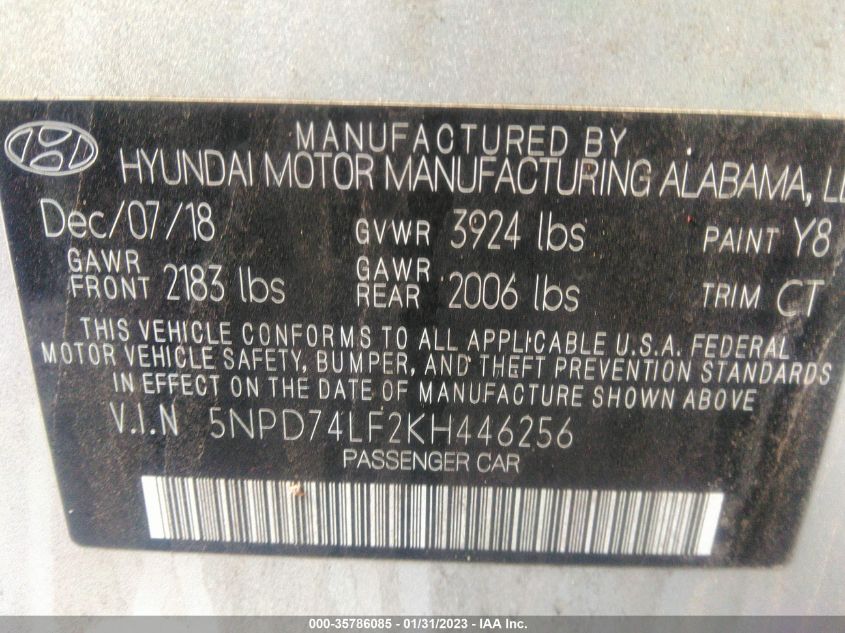 MANUFACTURED BY
HYUNDAI MOTOR MANUFACTURING ALABAMA, LL
Dec/07/18 GVWR 3924 lbs PAINT Y8
GAWR FRONT 2183 lbs GAWR REAR 2006 lbs TRIM CT
THIS VEHICLE CONFORMS TO ALL APPLICABLE U.S.A. FEDERAL
MOTOR VEHICLE SAFETY, BUMPER, AND THEFT PREVENTION STANDARDS
IN EFFECT ON THE DATE OF MANUFACTURE SHOWN ABOVE
V.I.N 5NPD74LF2KH446256
PASSENGER CAR
000-35786085 - 01/31/2023 - IAA Inc.